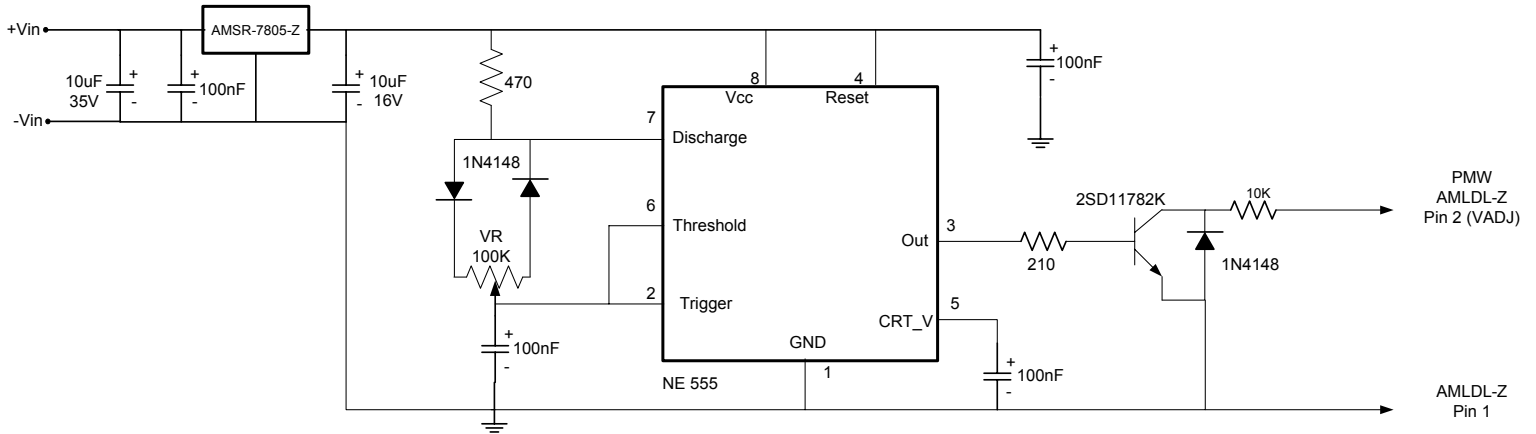 +Vin
AMSR-7805-Z
-Vin
10uF
35V
+
-
+
100nF
-
+
10uF
16V
-
470
+
100nF
-
8
Vcc
4
Reset
7
Discharge
1N4148
6
Threshold
VR
100K
2
Trigger
+
100nF
-
NE 555
GND
1
Out
3
210
CRT_V
5
+
100nF
-
2SD11782K
1N4148
10K
PMW
AMLDL-Z
Pin 2 (VADJ)
AMLDL-Z
Pin 1